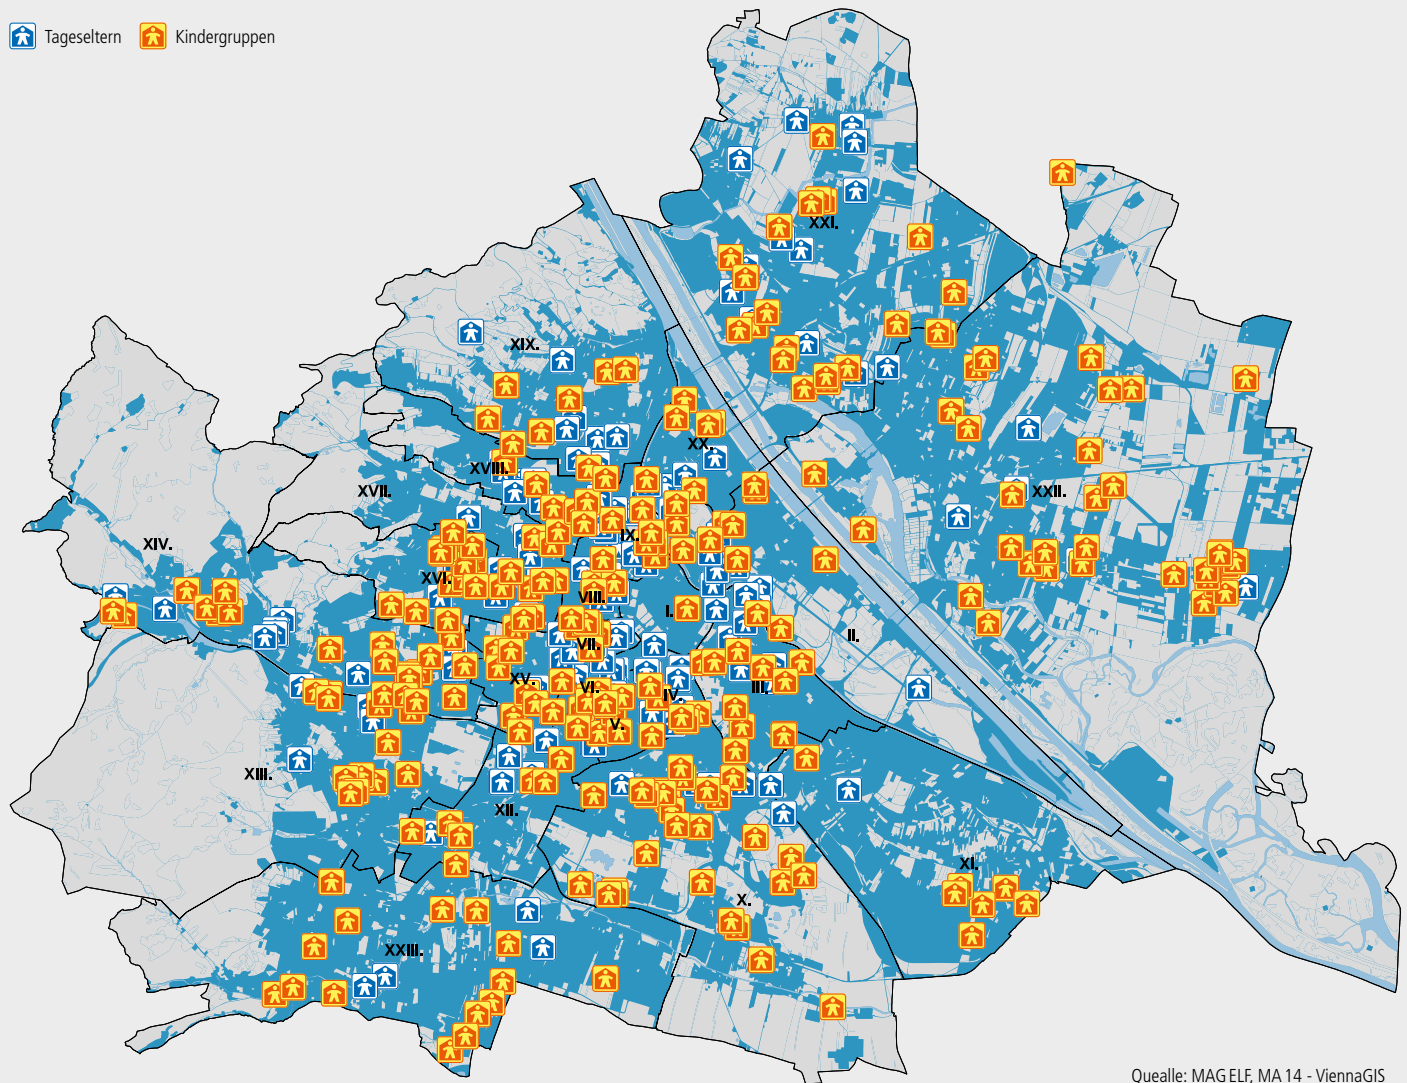 Tageseltern Kindergruppen
XXI.
XIX.
XX.
XVIII.
XVII.
XXII.
IX.
XIV.
XVI.
VIII.
I.
II.
VII.
XV.
VI.
IV.
III.
V.
XIII.
XII.
XI.
X.
XXIII.
Quealle: MAG ELF, MA 14 - ViennaGIS